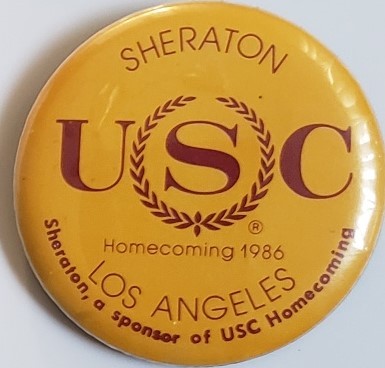 SHERATON
USC
®
Homecoming 1986
LOS ANGELES
Sheraton, a sponsor of USC Homecoming